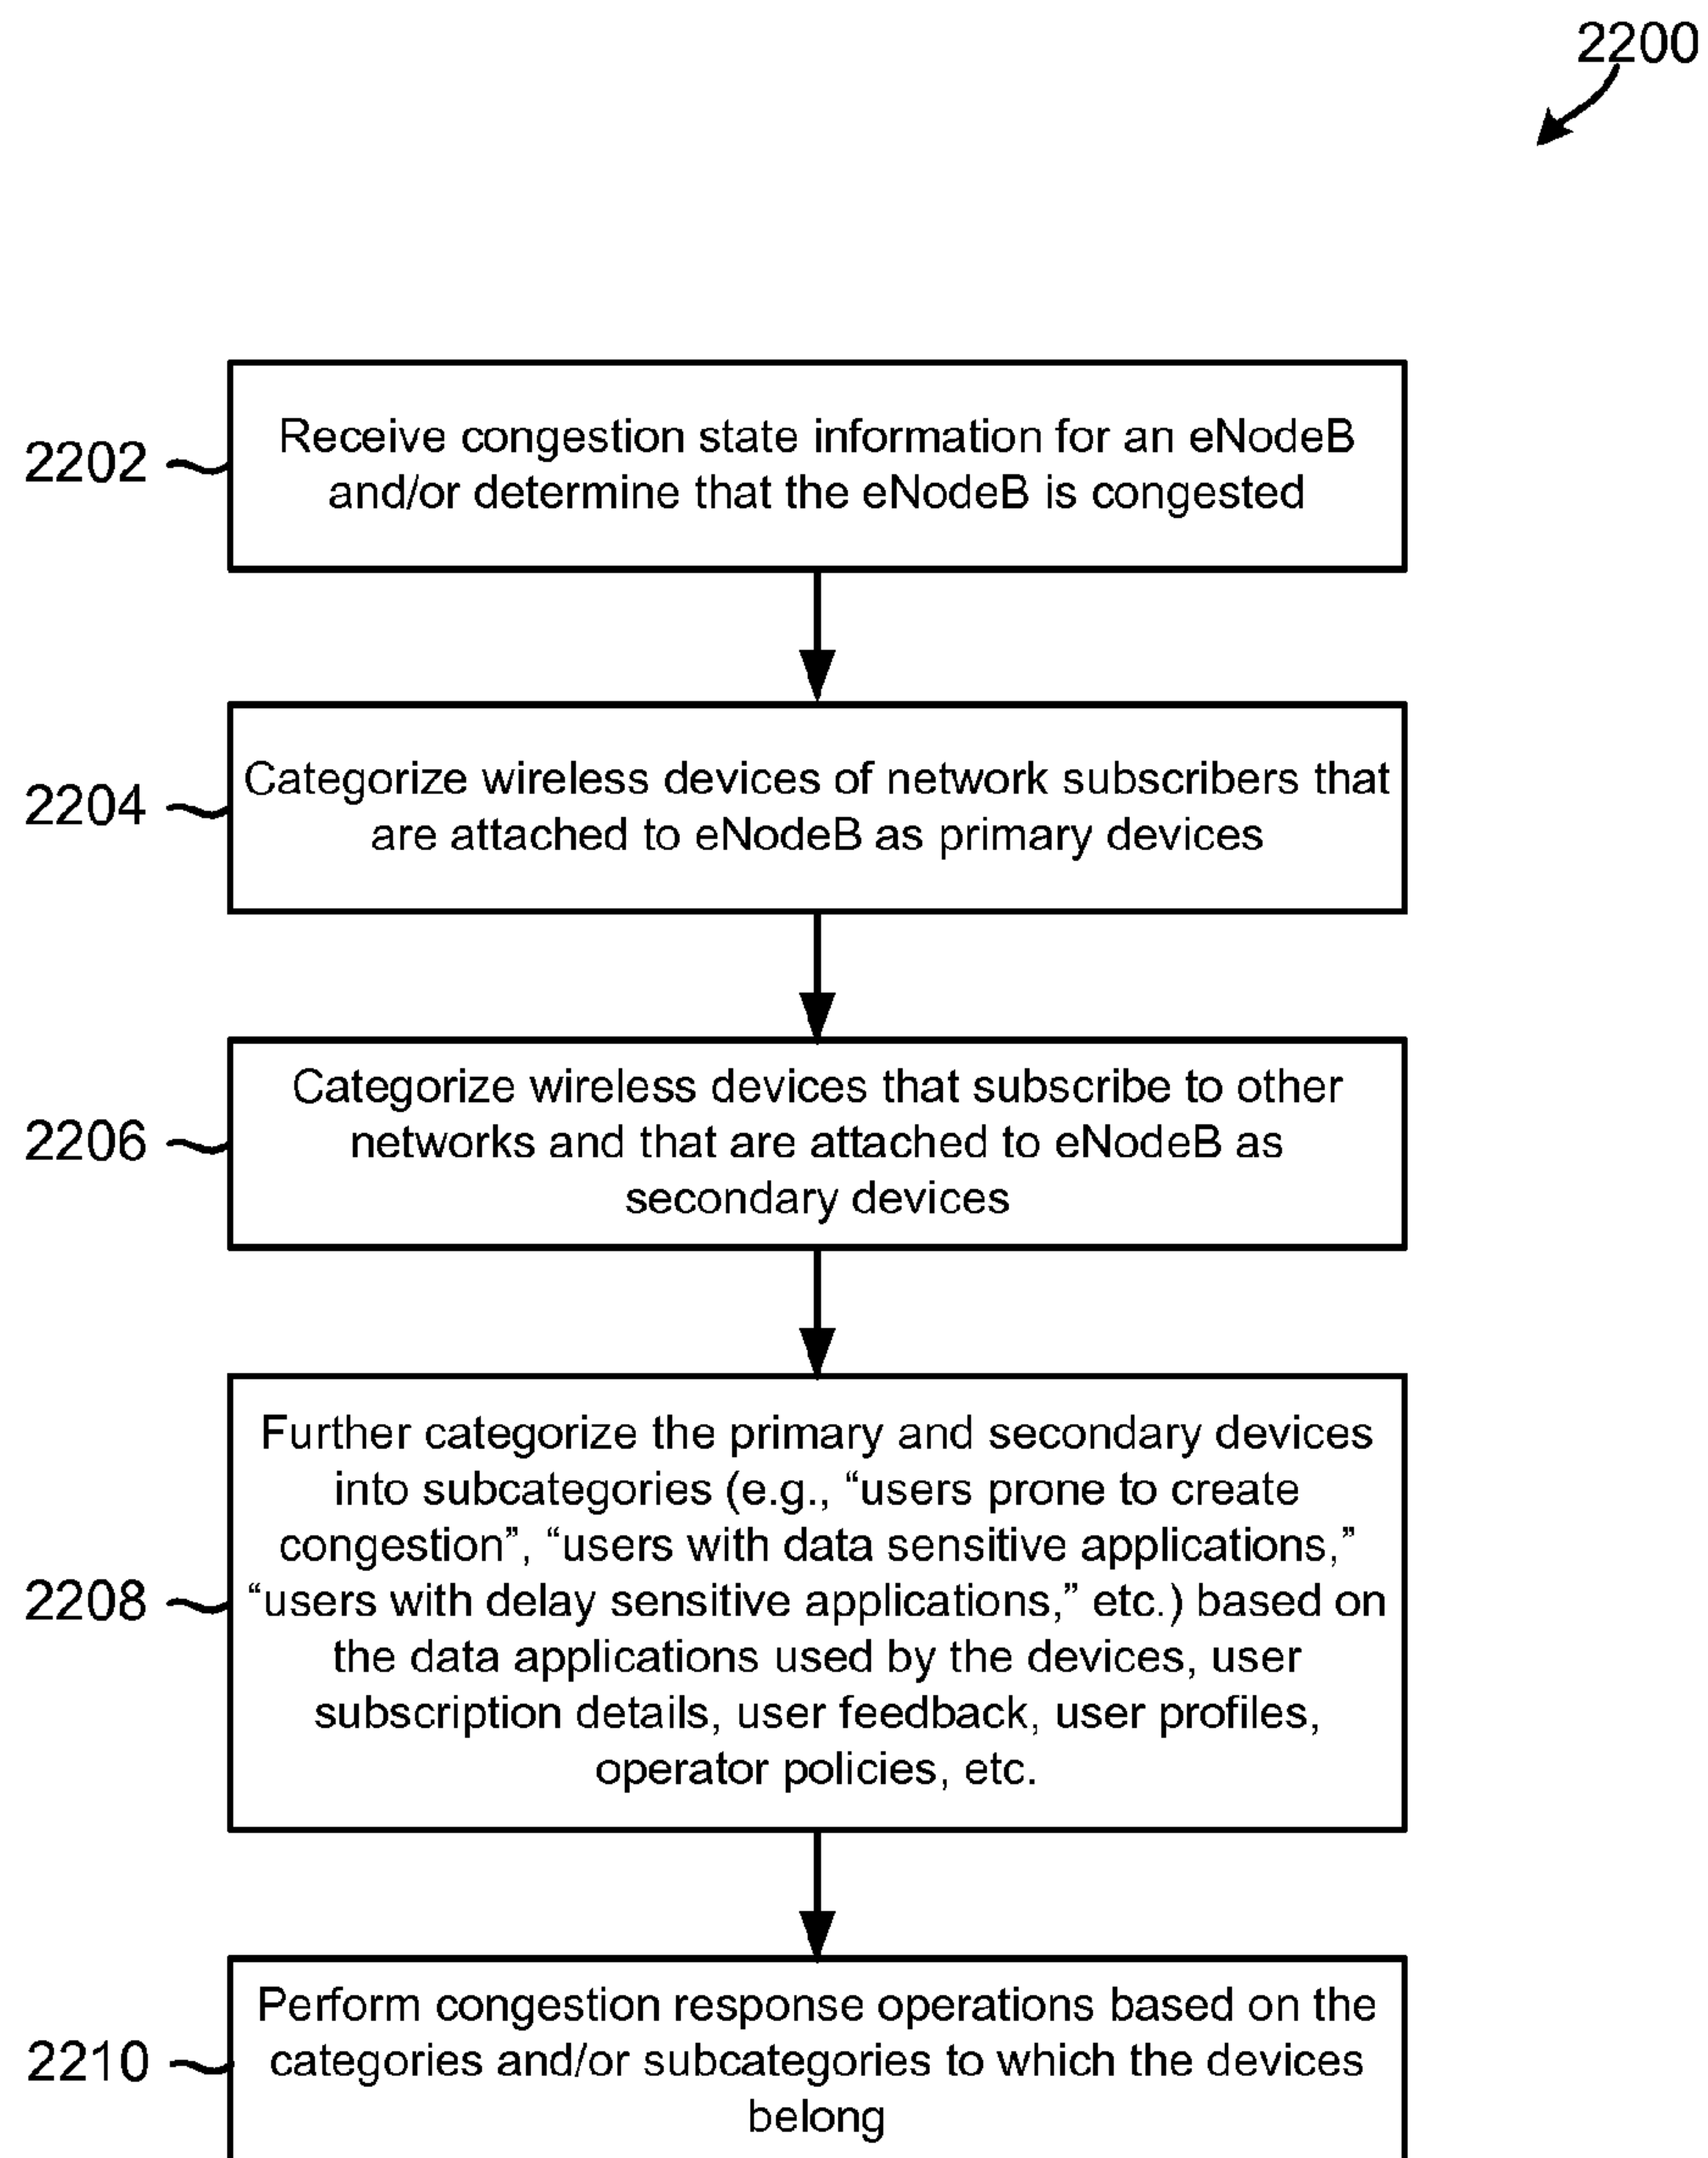 2200
2202
Receive congestion state information for an eNodeB
and/or determine that the eNodeB is congested
2204
Categorize wireless devices of network subscribers that
are attached to eNodeB as primary devices
2206
Categorize wireless devices that subscribe to other
networks and that are attached to eNodeB as
secondary devices
2208
Further categorize the primary and secondary devices
into subcategories (e.g., “users prone to create
congestion”, “users with data sensitive applications,”
“users with delay sensitive applications,” etc.) based on
the data applications used by the devices, user
subscription details, user feedback, user profiles,
operator policies, etc.
2210
Perform congestion response operations based on the
categories and/or subcategories to which the devices
belong